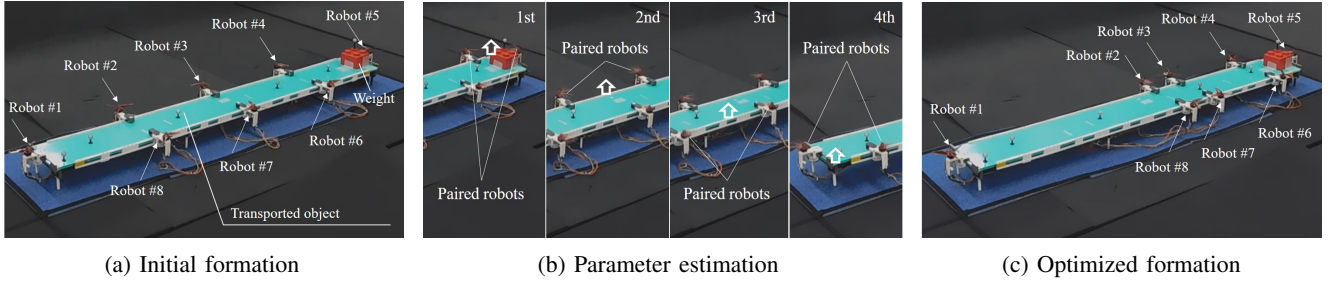 Robot #1
Robot #2
Robot #3
Robot #4
Robot #5
Weight
Robot #6
Robot #7
Robot #8
Transported object
(a) Initial formation
1st
2nd
3rd
4th
Paired robots
Paired robots
Paired robots
Paired robots
(b) Parameter estimation
Robot #1
Robot #2
Robot #3
Robot #4
Robot #5
Robot #6
Robot #7
Robot #8
(c) Optimized formation